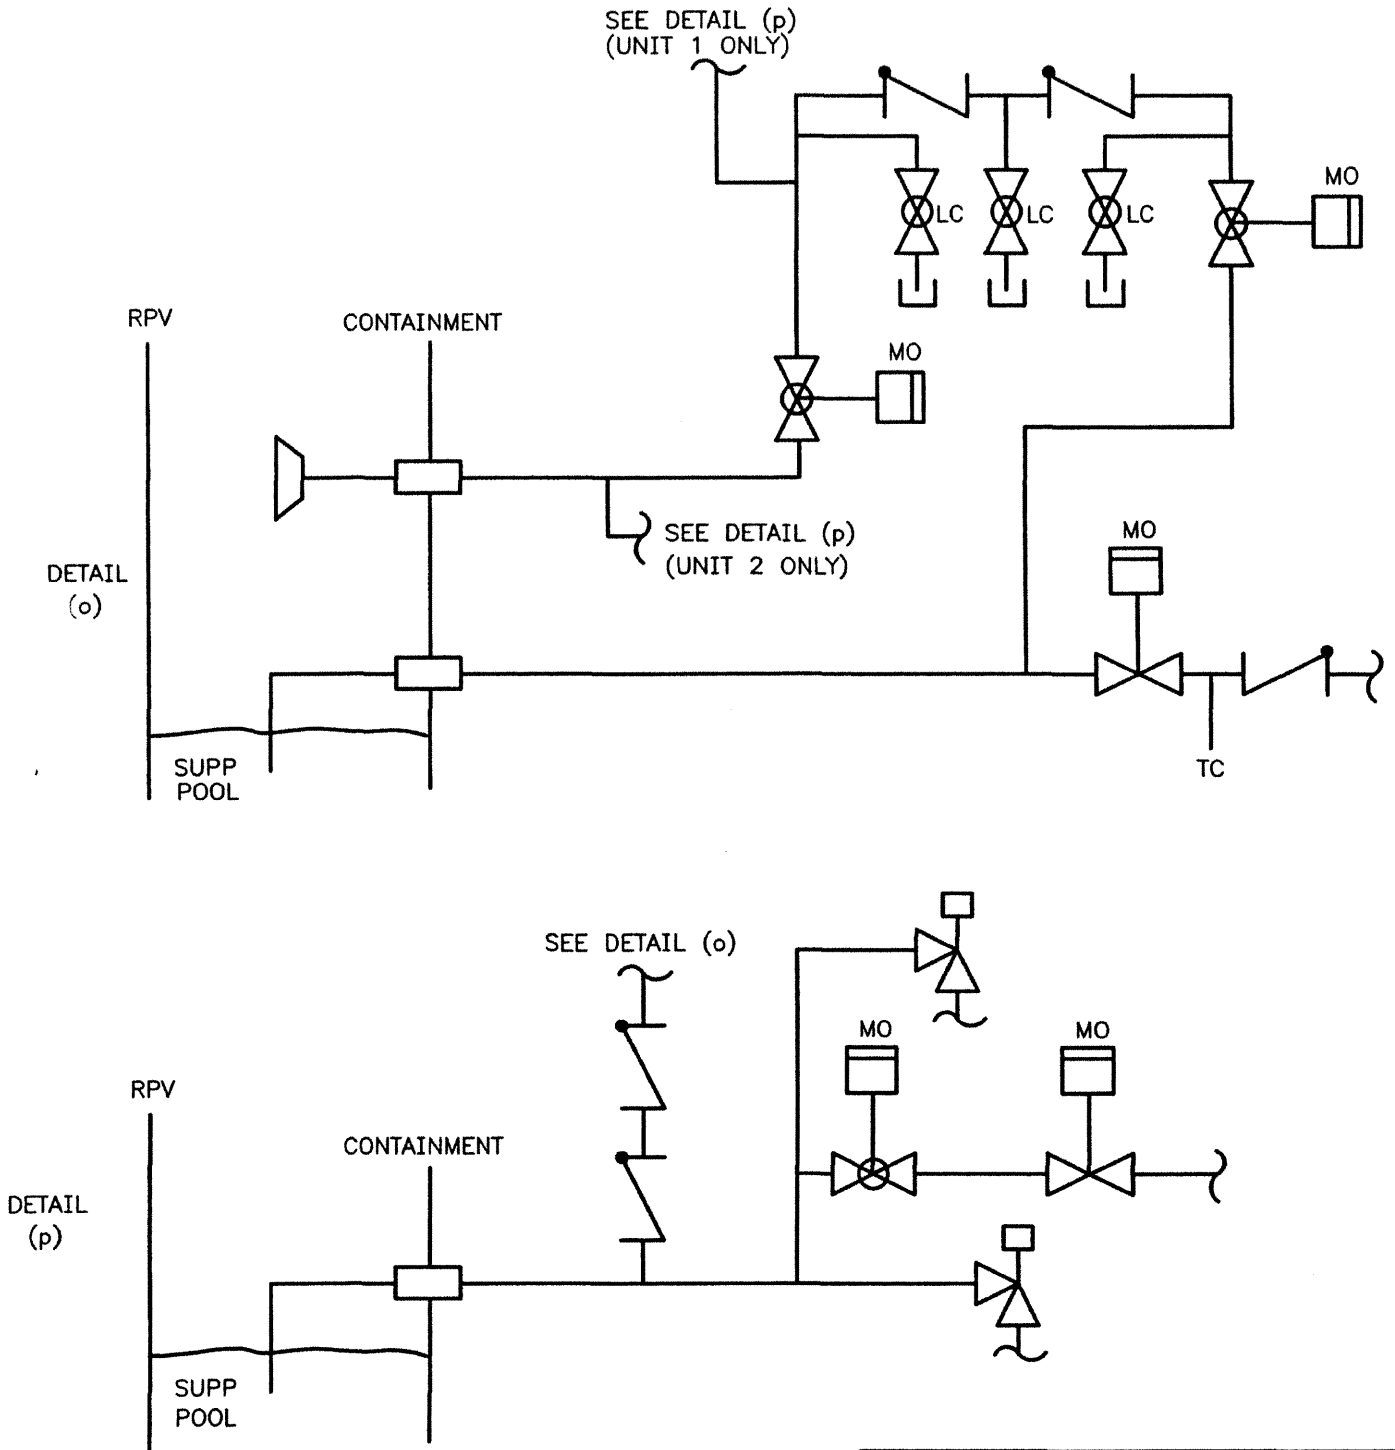 SEE DETAIL (p)
(UNIT 1 ONLY)
MO
LC
LC
LC
RPV
CONTAINMENT
MO
SEE DETAIL (p)
(UNIT 2 ONLY)
MO
DETAIL
(o)
TC
SUPP
POOL
SEE DETAIL (o)
MO
MO
RPV
CONTAINMENT
DETAIL
(p)
SUPP
POOL